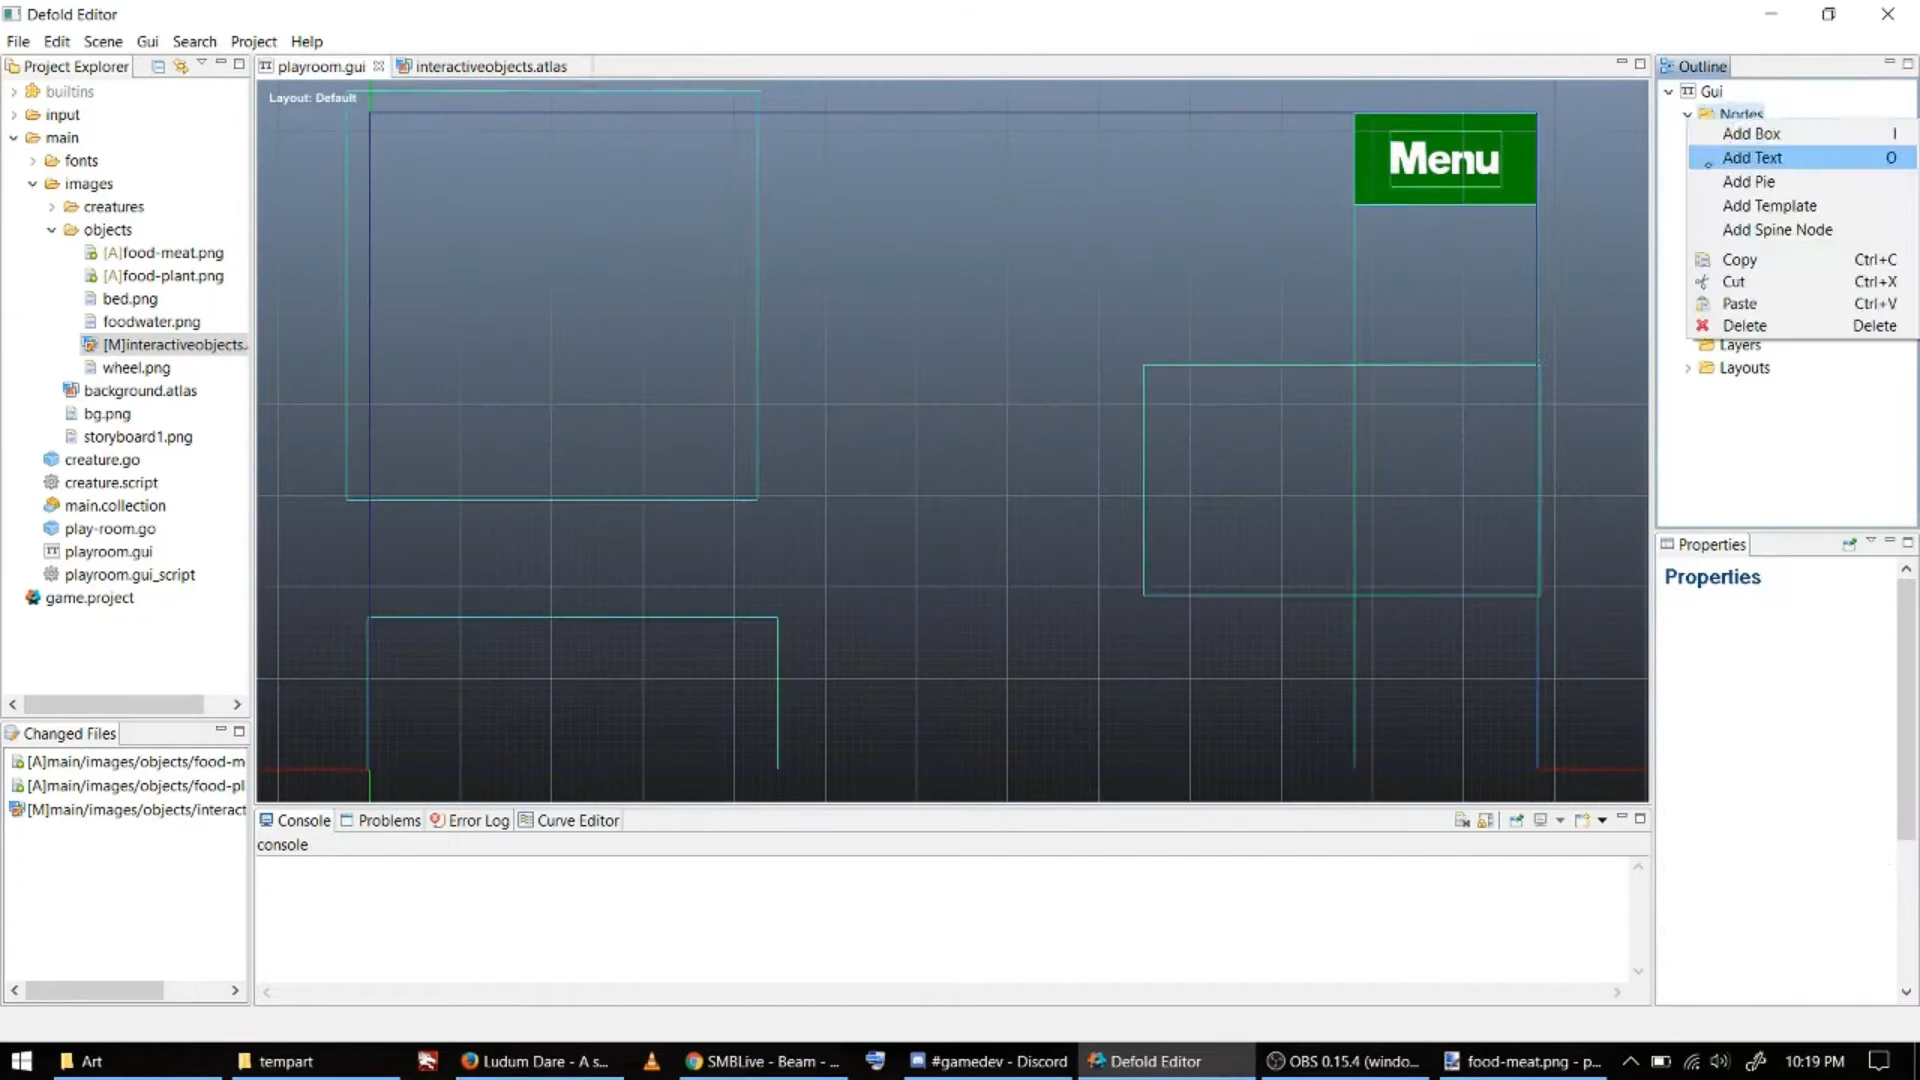 Defold Editor
File Edit Scene Gui Search Project Help
Project Explorer
playroom.gui
interactiveobjects.atlas
Outline
builtins
input
main
fonts
images
creatures
objects
[A]food-meat.png
[A]food-plant.png
bed.png
foodwater.png
[M]interactiveobjects.
wheel.png
background.atlas
bg.png
storyboard1.png
creature.go
creature.script
main.collection
play-room.go
playroom.gui
playroom.gui_script
game.project
Layout: Default
Menu
Gui
Nodes
Add Box I
Add Text O
Add Pie
Add Template
Add Spine Node
Copy Ctrl+C
Cut Ctrl+X
Paste Ctrl+V
Delete Delete
Layers
Layouts
Properties
Properties
Changed Files
[A]main/images/objects/food-m
[A]main/images/objects/food-pl
[M]main/images/objects/interact
Console Problems Error Log Curve Editor
console
Art
tempart
Ludum Dare - A s...
SMBLive - Beam - ...
#gamedev - Discord
Defold Editor
OBS 0.15.4 (windo...
food-meat.png - p...
10:19 PM